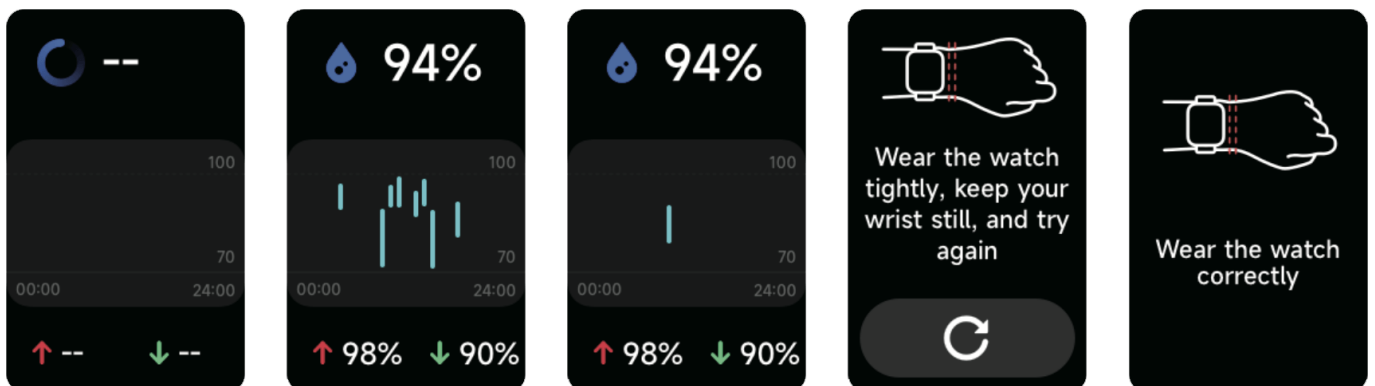 --
100
70
00:00 24:00
↑ -- ↓ --
94%
100
70
00:00 24:00
↑ 98% ↓ 90%
94%
100
70
00:00 24:00
↑ 98% ↓ 90%
Wear the watch
tightly, keep your
wrist still, and try
again
Wear the watch
correctly